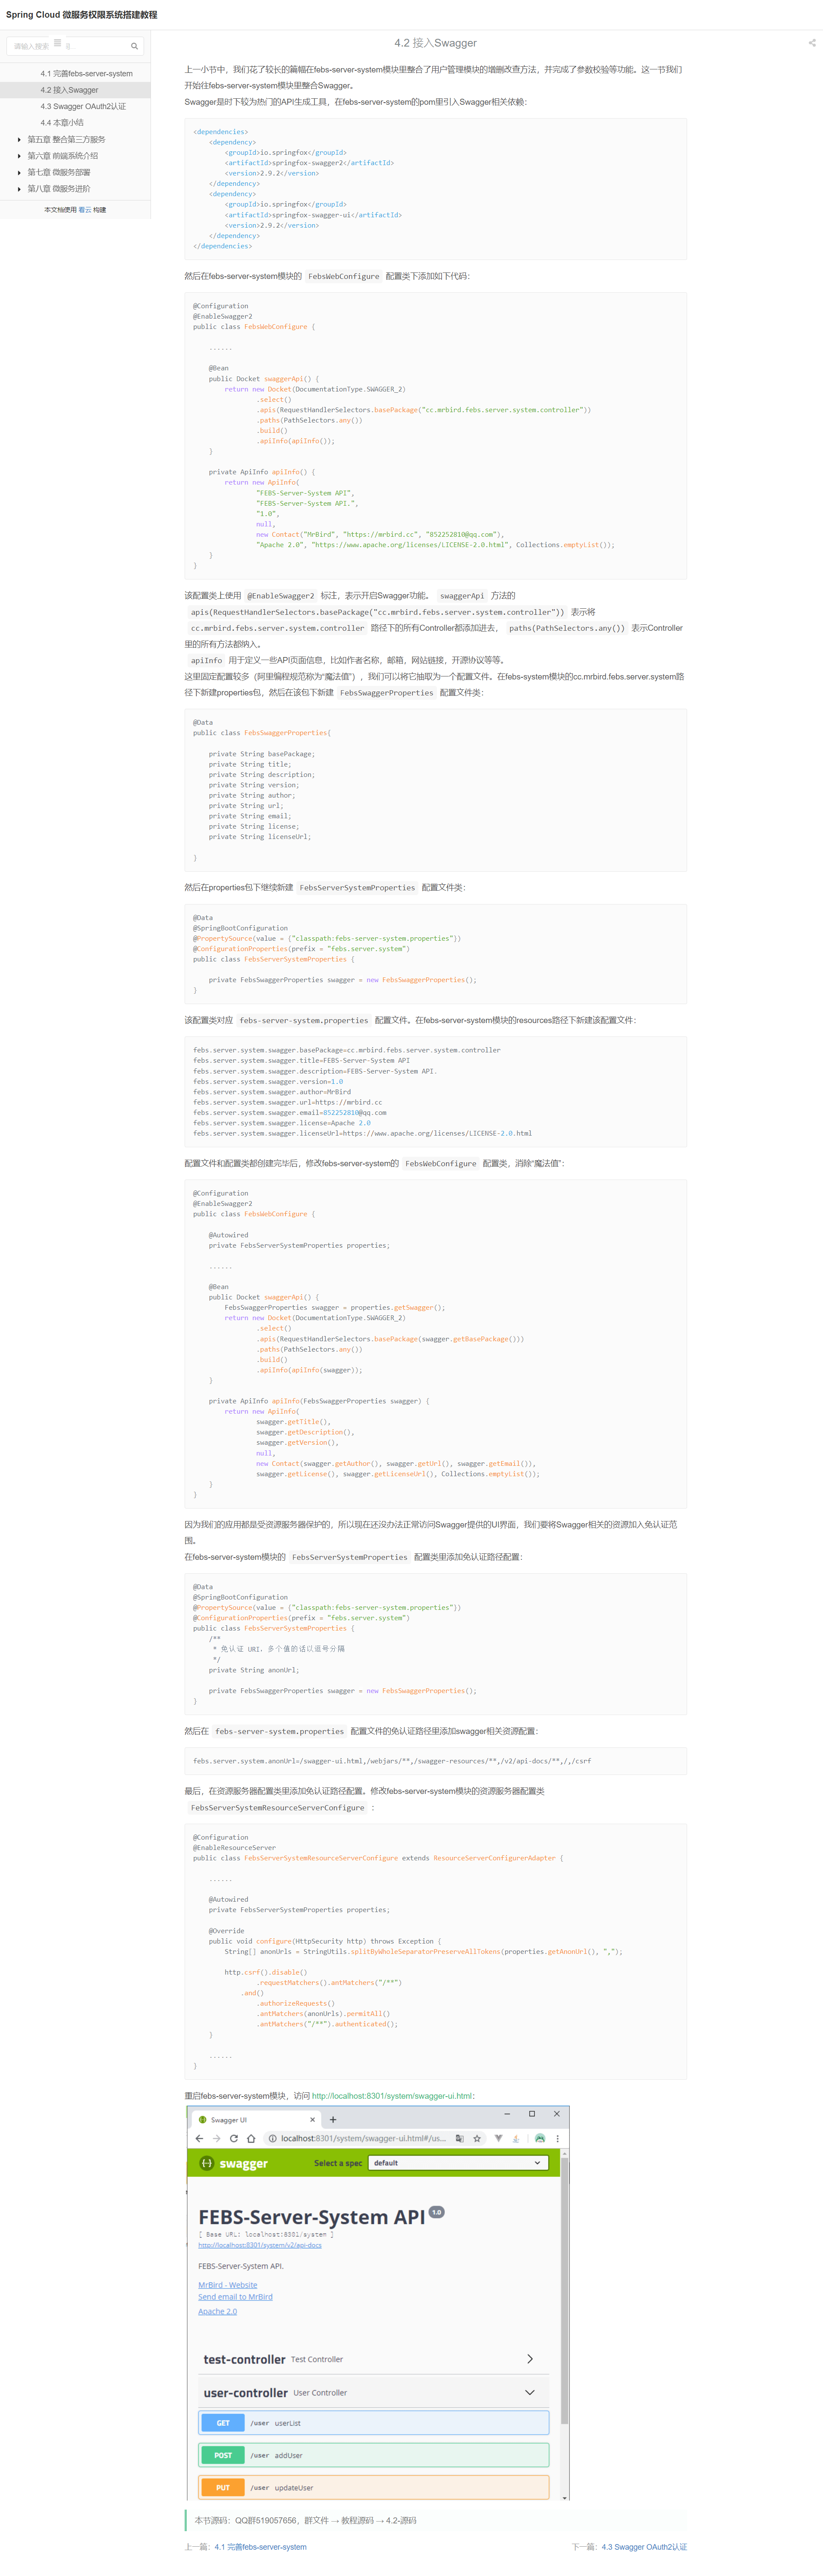 Spring Cloud 微服务权限系统搭建教程
请输入搜索
4.1 完善febs-server-system
4.2 接入Swagger
4.3 Swagger OAuth2认证
4.4 本章小结
第五章 整合第三方服务
第六章 前端系统介绍
第七章 微服务部署
第八章 微服务进阶
本文档使用 看云 构建
4.2 接入Swagger
上一小节中，我们花了较长的篇幅在febs-server-system模块里整合了用户管理模块的增删改查方法，并完成了参数校验等功能。这一节我们
开始往febs-server-system模块里整合Swagger。
Swagger是时下较为热门的API生成工具，在febs-server-system的pom里引入Swagger相关依赖：
<dependencies>
    <dependency>
        <groupId>io.springfox</groupId>
        <artifactId>springfox-swagger2</artifactId>
        <version>2.9.2</version>
    </dependency>
    <dependency>
        <groupId>io.springfox</groupId>
        <artifactId>springfox-swagger-ui</artifactId>
        <version>2.9.2</version>
    </dependency>
</dependencies>
然后在febs-server-system模块的 FebsWebConfigure 配置类下添加如下代码：
@Configuration
@EnableSwagger2
public class FebsWebConfigure {
    ......
    @Bean
    public Docket swaggerApi() {
        return new Docket(DocumentationType.SWAGGER_2)
                .select()
                .apis(RequestHandlerSelectors.basePackage("cc.mrbird.febs.server.system.controller"))
                .paths(PathSelectors.any())
                .build()
                .apiInfo(apiInfo());
    }
    private ApiInfo apiInfo() {
        return new ApiInfo(
                "FEBS-Server-System API",
                "FEBS-Server-System API.",
                "1.0",
                null,
                new Contact("MrBird", "https://mrbird.cc", "852252810@qq.com"),
                "Apache 2.0", "https://www.apache.org/licenses/LICENSE-2.0.html", Collections.emptyList());
    }
}
该配置类上使用 @EnableSwagger2 标注，表示开启Swagger功能。 swaggerApi 方法的
apis(RequestHandlerSelectors.basePackage("cc.mrbird.febs.server.system.controller")) 表示将
cc.mrbird.febs.server.system.controller 路径下的所有Controller都添加进去， paths(PathSelectors.any()) 表示Controller
里的所有方法都纳入。
apiInfo 用于定义一些API页面信息，比如作者名称，邮箱，网站链接，开源协议等等。
这里固定配置较多（阿里编程规范称为“魔法值”），我们可以将它抽取为一个配置文件。在febs-system模块的cc.mrbird.febs.server.system路
径下新建properties包，然后在该包下新建 FebsSwaggerProperties 配置文件类：
@Data
public class FebsSwaggerProperties{
    private String basePackage;
    private String title;
    private String description;
    private String version;
    private String author;
    private String url;
    private String email;
    private String license;
    private String licenseUrl;
}
然后在properties包下继续新建 FebsServerSystemProperties 配置文件类：
@Data
@SpringBootConfiguration
@PropertySource(value = {"classpath:febs-server-system.properties"})
@ConfigurationProperties(prefix = "febs.server.system")
public class FebsServerSystemProperties {
    private FebsSwaggerProperties swagger = new FebsSwaggerProperties();
}
该配置类对应 febs-server-system.properties 配置文件。在febs-server-system模块的resources路径下新建该配置文件：
febs.server.system.swagger.basePackage=cc.mrbird.febs.server.system.controller
febs.server.system.swagger.title=FEBS-Server-System API
febs.server.system.swagger.description=FEBS-Server-System API.
febs.server.system.swagger.version=1.0
febs.server.system.swagger.author=MrBird
febs.server.system.swagger.url=https://mrbird.cc
febs.server.system.swagger.email=852252810@qq.com
febs.server.system.swagger.license=Apache 2.0
febs.server.system.swagger.licenseUrl=https://www.apache.org/licenses/LICENSE-2.0.html
配置文件和配置类都创建完毕后，修改febs-server-system的 FebsWebConfigure 配置类，消除“魔法值”：
@Configuration
@EnableSwagger2
public class FebsWebConfigure {
    @Autowired
    private FebsServerSystemProperties properties;
    ......
    @Bean
    public Docket swaggerApi() {
        FebsSwaggerProperties swagger = properties.getSwagger();
        return new Docket(DocumentationType.SWAGGER_2)
                .select()
                .apis(RequestHandlerSelectors.basePackage(swagger.getBasePackage()))
                .paths(PathSelectors.any())
                .build()
                .apiInfo(apiInfo(swagger));
    }
    private ApiInfo apiInfo(FebsSwaggerProperties swagger) {
        return new ApiInfo(
                swagger.getTitle(),
                swagger.getDescription(),
                swagger.getVersion(),
                null,
                new Contact(swagger.getAuthor(), swagger.getUrl(), swagger.getEmail()),
                swagger.getLicense(), swagger.getLicenseUrl(), Collections.emptyList());
    }
}
因为我们的应用都是受资源服务器保护的，所以现在还没办法正常访问Swagger提供的UI界面，我们要将Swagger相关的资源加入免认证范
围。
在febs-server-system模块的 FebsServerSystemProperties 配置类里添加免认证路径配置：
@Data
@SpringBootConfiguration
@PropertySource(value = {"classpath:febs-server-system.properties"})
@ConfigurationProperties(prefix = "febs.server.system")
public class FebsServerSystemProperties {
    /**
     * 免认证 URI，多个值的话以逗号分隔
     */
    private String anonUrl;
    private FebsSwaggerProperties swagger = new FebsSwaggerProperties();
}
然后在 febs-server-system.properties 配置文件的免认证路径里添加swagger相关资源配置：
febs.server.system.anonUrl=/swagger-ui.html,/webjars/**,/swagger-resources/**,/v2/api-docs/**,/,/csrf
最后，在资源服务器配置类里添加免认证路径配置。修改febs-server-system模块的资源服务器配置类
FebsServerSystemResourceServerConfigure ：
@Configuration
@EnableResourceServer
public class FebsServerSystemResourceServerConfigure extends ResourceServerConfigurerAdapter {
    ......
    @Autowired
    private FebsServerSystemProperties properties;
    @Override
    public void configure(HttpSecurity http) throws Exception {
        String[] anonUrls = StringUtils.splitByWholeSeparatorPreserveAllTokens(properties.getAnonUrl(), ",");
        http.csrf().disable()
                .requestMatchers().antMatchers("/**")
            .and()
                .authorizeRequests()
                .antMatchers(anonUrls).permitAll()
                .antMatchers("/**").authenticated();
    }
    ......
}
重启febs-server-system模块，访问 http://localhost:8301/system/swagger-ui.html：
Swagger UI
localhost:8301/system/swagger-ui.html#/us...
swagger
Select a spec
default
FEBS-Server-System API 1.0
[ Base URL: localhost:8301/system ]
http://localhost:8301/system/v2/api-docs
FEBS-Server-System API.
MrBird - Website
Send email to MrBird
Apache 2.0
test-controller Test Controller
user-controller User Controller
GET /user userList
POST /user addUser
PUT /user updateUser
本节源码：QQ群519057656，群文件 → 教程源码 → 4.2-源码
上一篇：4.1 完善febs-server-system
下一篇：4.3 Swagger OAuth2认证